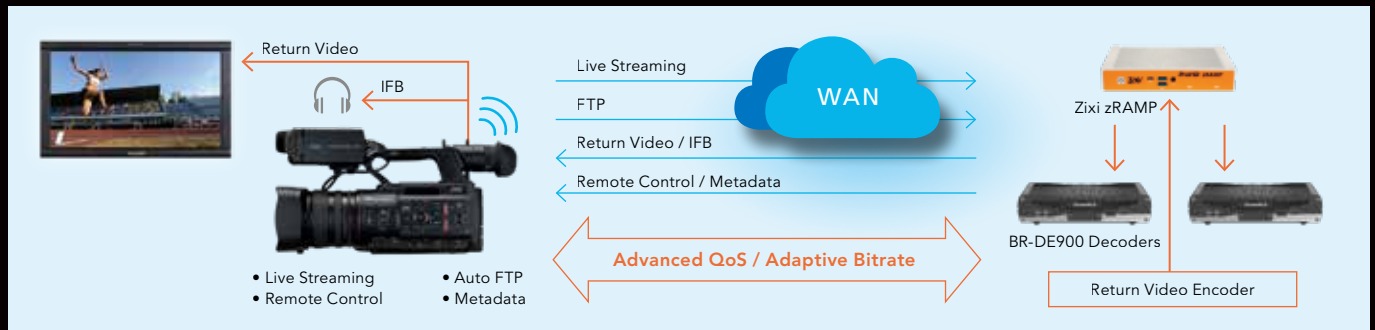 Return Video
IFB
Live Streaming
FTP
Return Video / IFB
Remote Control / Metadata
WAN
Zixi zRAMP
BR-DE900 Decoders
Advanced QoS / Adaptive Bitrate
Return Video Encoder
• Live Streaming
• Remote Control
• Auto FTP
• Metadata